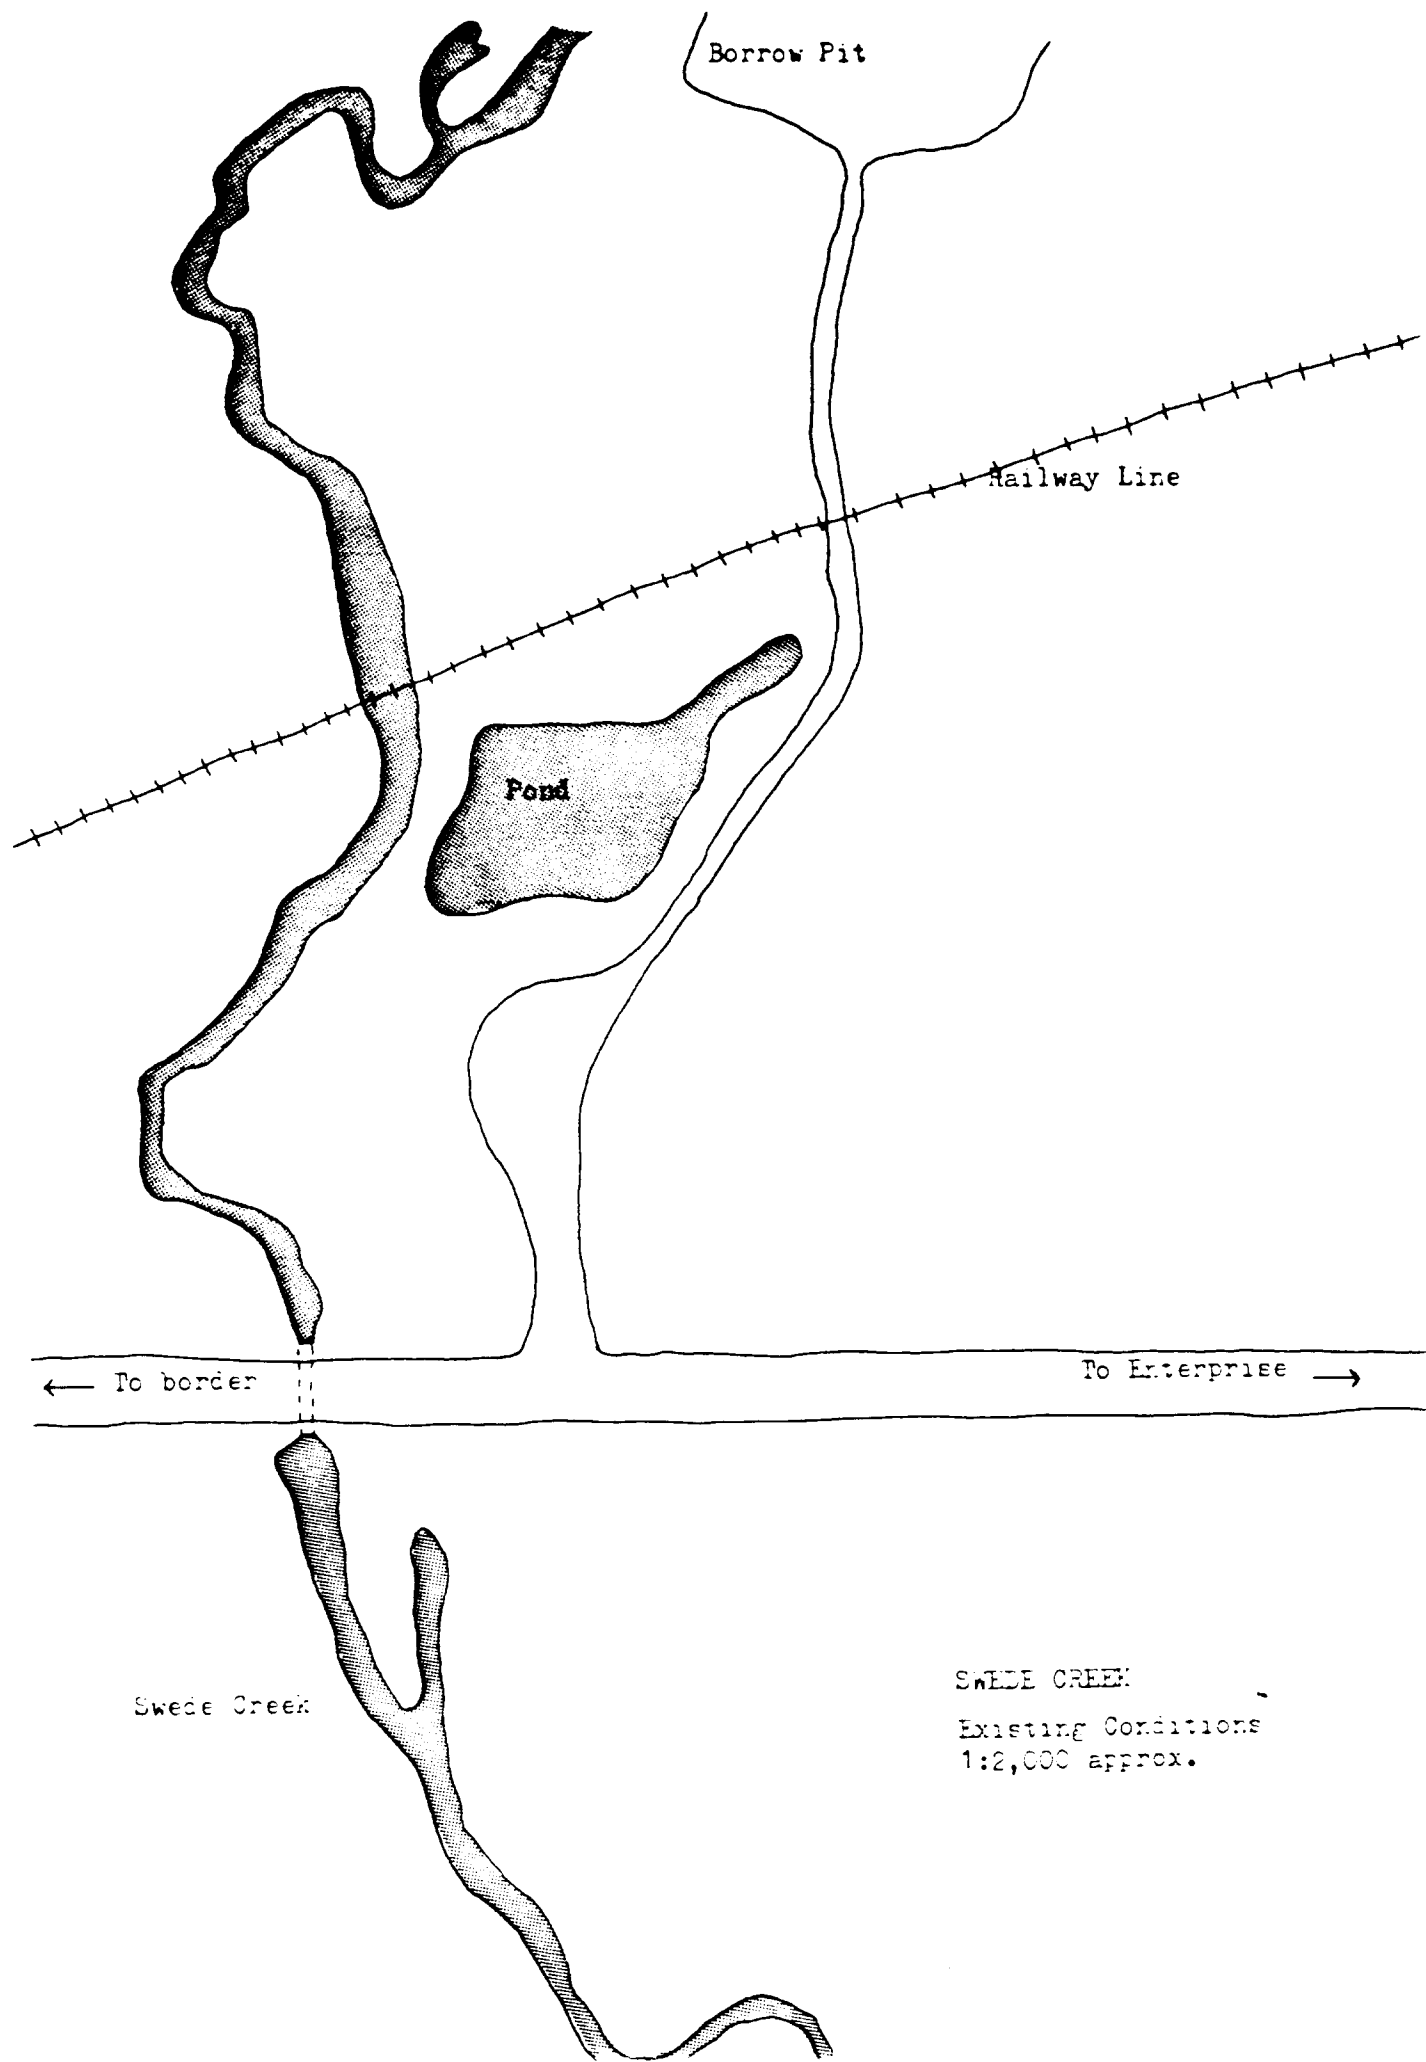 Borrow Pit
Railway Line
Pond
← To border
To Enterprise →
Swede Creek
SWEDE CREEK
Existing Conditions
1:2,000 approx.